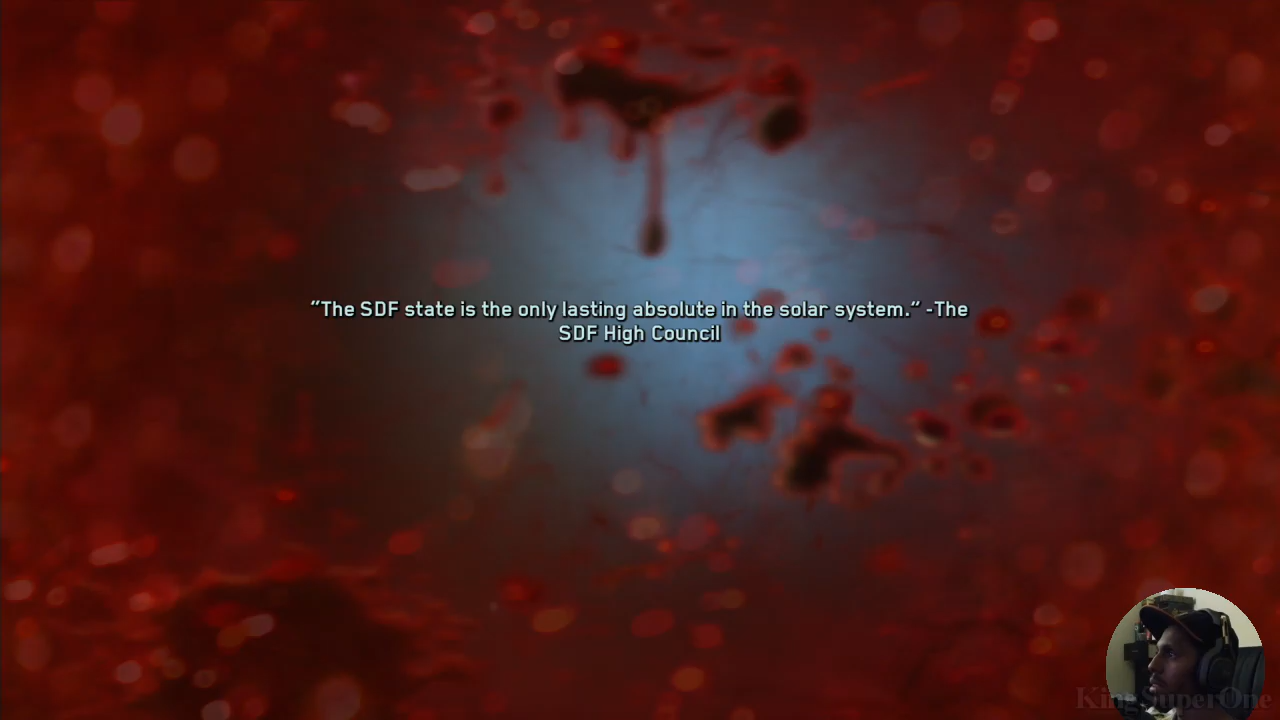 “The SDF state is the only lasting absolute in the solar system.” -The
SDF High Council
KingSuperOne